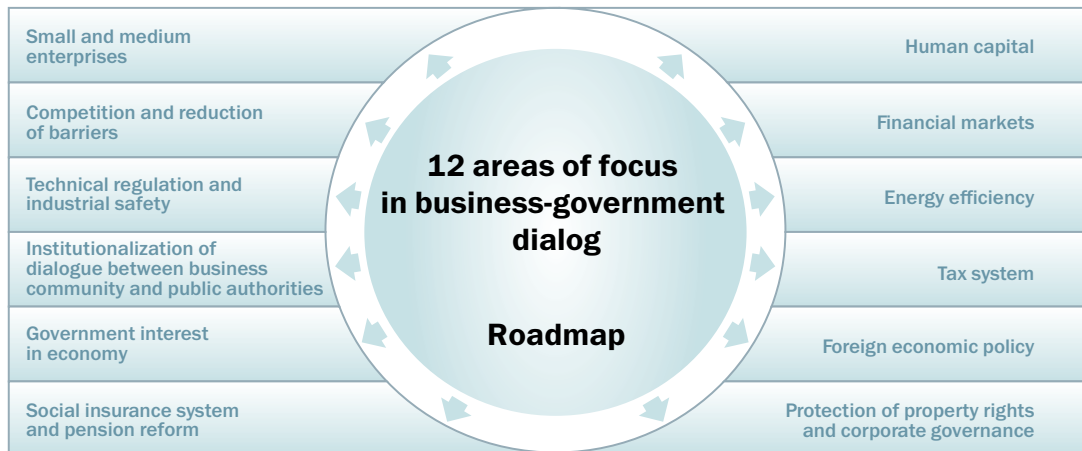 Small and medium
enterprises
Competition and reduction
of barriers
Technical regulation and
industrial safety
Institutionalization of
dialogue between business
community and public authorities
Government interest
in economy
Social insurance system
and pension reform
12 areas of focus
in business-government
dialog
Roadmap
Human capital
Financial markets
Energy efficiency
Tax system
Foreign economic policy
Protection of property rights
and corporate governance